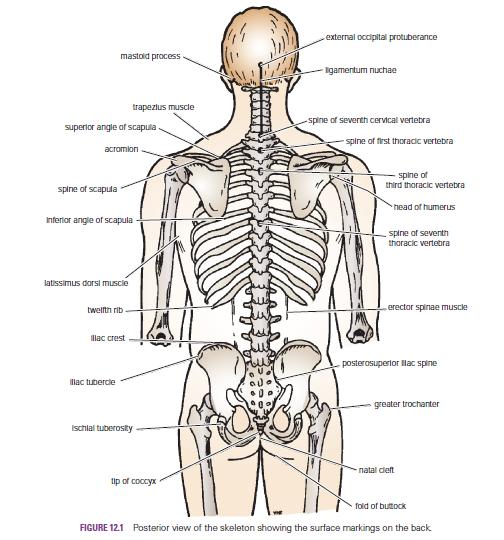 external occipital protuberance
mastoid process
ligamentum nuchae
trapezius muscle
spine of seventh cervical vertebra
superior angle of scapula
spine of first thoracic vertebra
acromion
spine of
third thoracic vertebra
spine of scapula
head of humerus
inferior angle of scapula
spine of seventh
thoracic vertebra
latissimus dorsi muscle
twelfth rib
erector spinae muscle
iliac crest
posterosuperior iliac spine
iliac tubercle
greater trochanter
ischial tuberosity
natal cleft
tip of coccyx
fold of buttock
FIGURE 12.1 Posterior view of the skeleton showing the surface markings on the back.